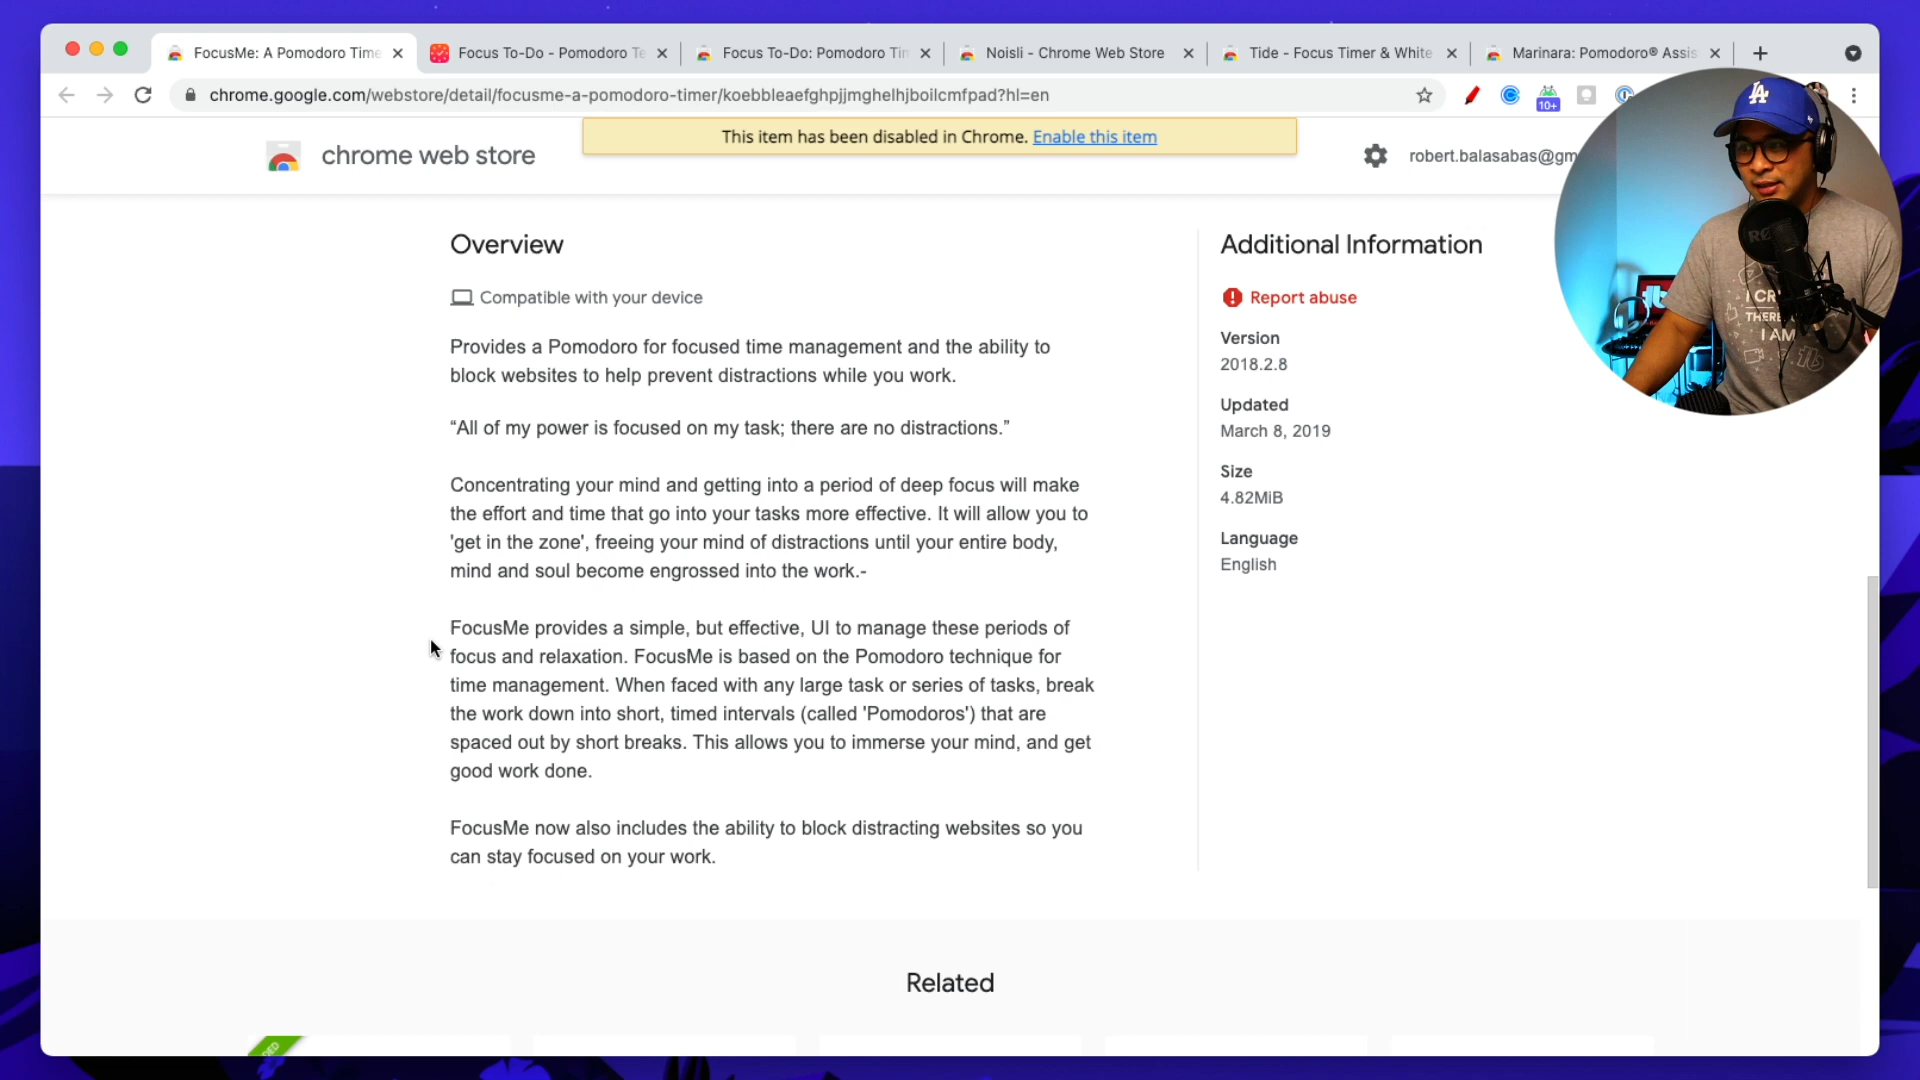 FocusMe: A Pomodoro Time
Focus To-Do - Pomodoro Te
Focus To-Do: Pomodoro Tim
Noisli - Chrome Web Store
Tide - Focus Timer & White
Marinara: Pomodoro® Assis
chrome.google.com/webstore/detail/focusme-a-pomodoro-timer/koebbleaefghpjjmghelhjboilcmfpad?hl=en
10+
This item has been disabled in Chrome. Enable this item
chrome web store
robert.balasabas@gm
LA
Overview
Compatible with your device
Provides a Pomodoro for focused time management and the ability to
block websites to help prevent distractions while you work.
“All of my power is focused on my task; there are no distractions.”
Concentrating your mind and getting into a period of deep focus will make
the effort and time that go into your tasks more effective. It will allow you to
'get in the zone', freeing your mind of distractions until your entire body,
mind and soul become engrossed into the work.-
FocusMe provides a simple, but effective, UI to manage these periods of
focus and relaxation. FocusMe is based on the Pomodoro technique for
time management. When faced with any large task or series of tasks, break
the work down into short, timed intervals (called 'Pomodoros') that are
spaced out by short breaks. This allows you to immerse your mind, and get
good work done.
FocusMe now also includes the ability to block distracting websites so you
can stay focused on your work.
Additional Information
Report abuse
Version
2018.2.8
Updated
March 8, 2019
Size
4.82MiB
Language
English
I CR
THERE
I AM
Related